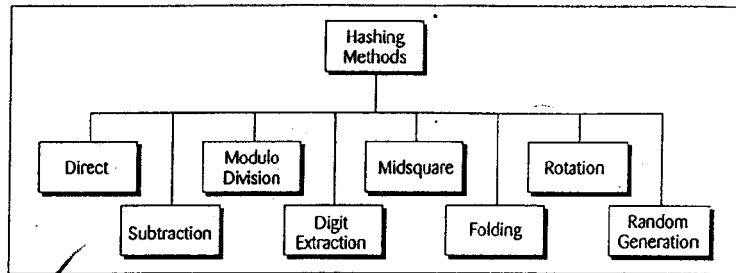 Hashing
Methods
Direct
Modulo
Division
Midsquare
Rotation
Subtraction
Digit
Extraction
Folding
Random
Generation